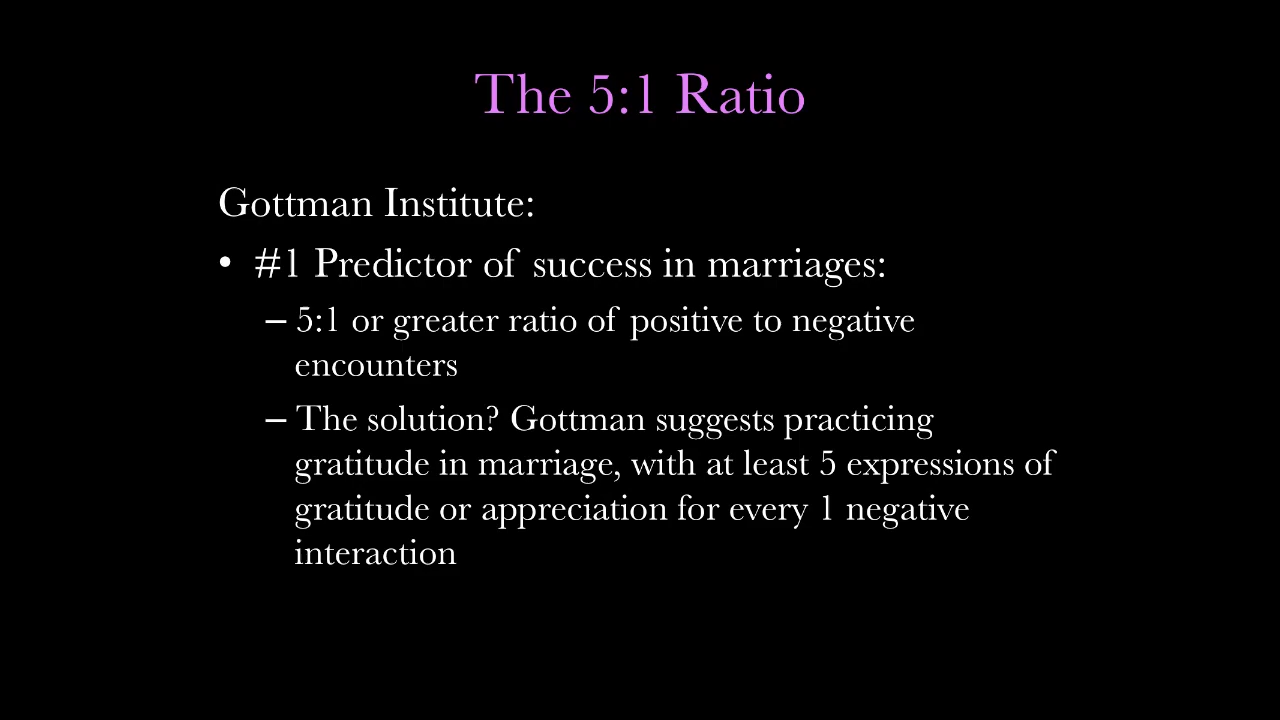 The 5:1 Ratio
Gottman Institute:
• #1 Predictor of success in marriages:
– 5:1 or greater ratio of positive to negative
encounters
– The solution? Gottman suggests practicing
gratitude in marriage, with at least 5 expressions of
gratitude or appreciation for every 1 negative
interaction